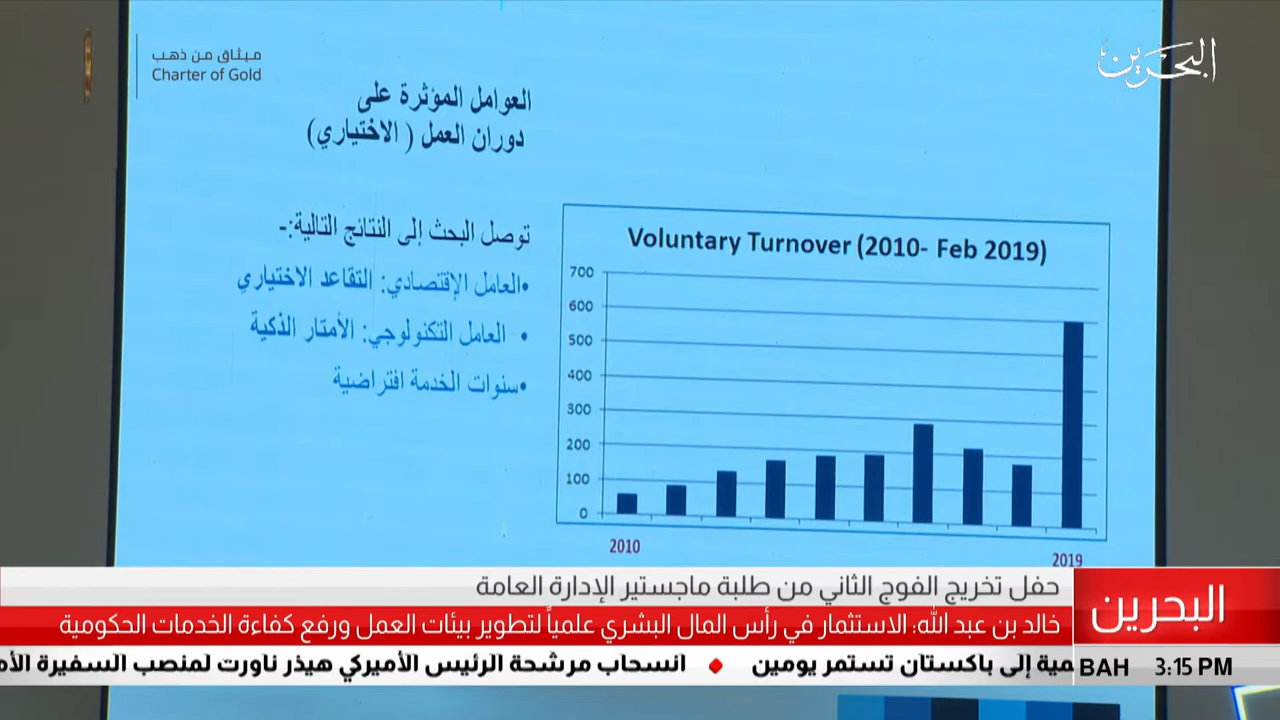 ميثاق من ذهب
Charter of Gold
البحرين
العوامل المؤثرة على
دوران العمل ( الاختياري)
توصل البحث إلى النتائج التالية:-
•العامل الإقتصادي: التقاعد الاختياري
• العامل التكنولوجي: الأمتار الذكية
•سنوات الخدمة افتراضية
Voluntary Turnover (2010- Feb 2019)
700
600
500
400
300
200
100
0
2010
2019
حفل تخريج الفوج الثاني من طلبة ماجستير الإدارة العامة
البحرين
خالد بن عبد الله: الاستثمار في رأس المال البشري علمياً لتطوير بيئات العمل ورفع كفاءة الخدمات الحكومية
إلى باكستان تستمر يومين ♦ انسحاب مرشحة الرئيس الأميركي هيذر ناورت لمنصب السفيرة
BAH 3:15 PM